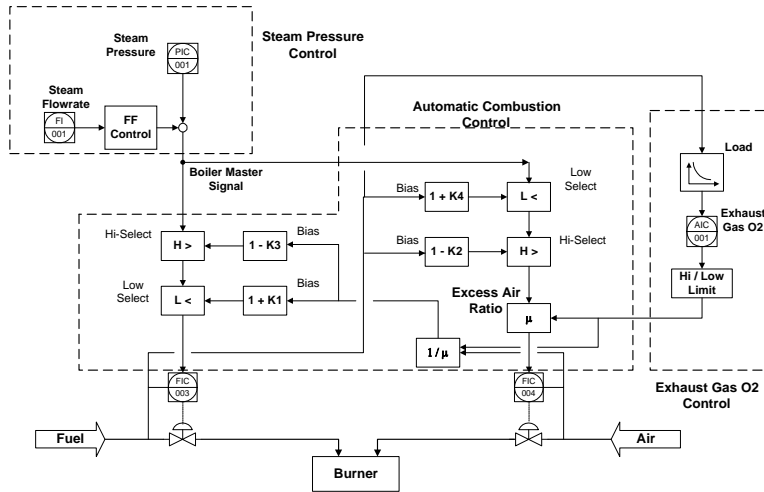 Steam
Pressure
PIC
001
Steam Pressure
Control
Steam
Flowrate
FI
001
FF
Control
Automatic Combustion
Control
Boiler Master
Signal
Low
Select
Load
Bias
1 + K4
L <
Exhaust
Gas O2
AIC
001
Hi-Select
H >
1 - K3
Bias
Bias
1 - K2
H >
Hi-Select
Hi / Low
Limit
Low
Select
L <
1 + K1
Bias
Excess Air
Ratio
μ
1/μ
FIC
003
FIC
004
Exhaust Gas O2
Control
Fuel
Air
Burner